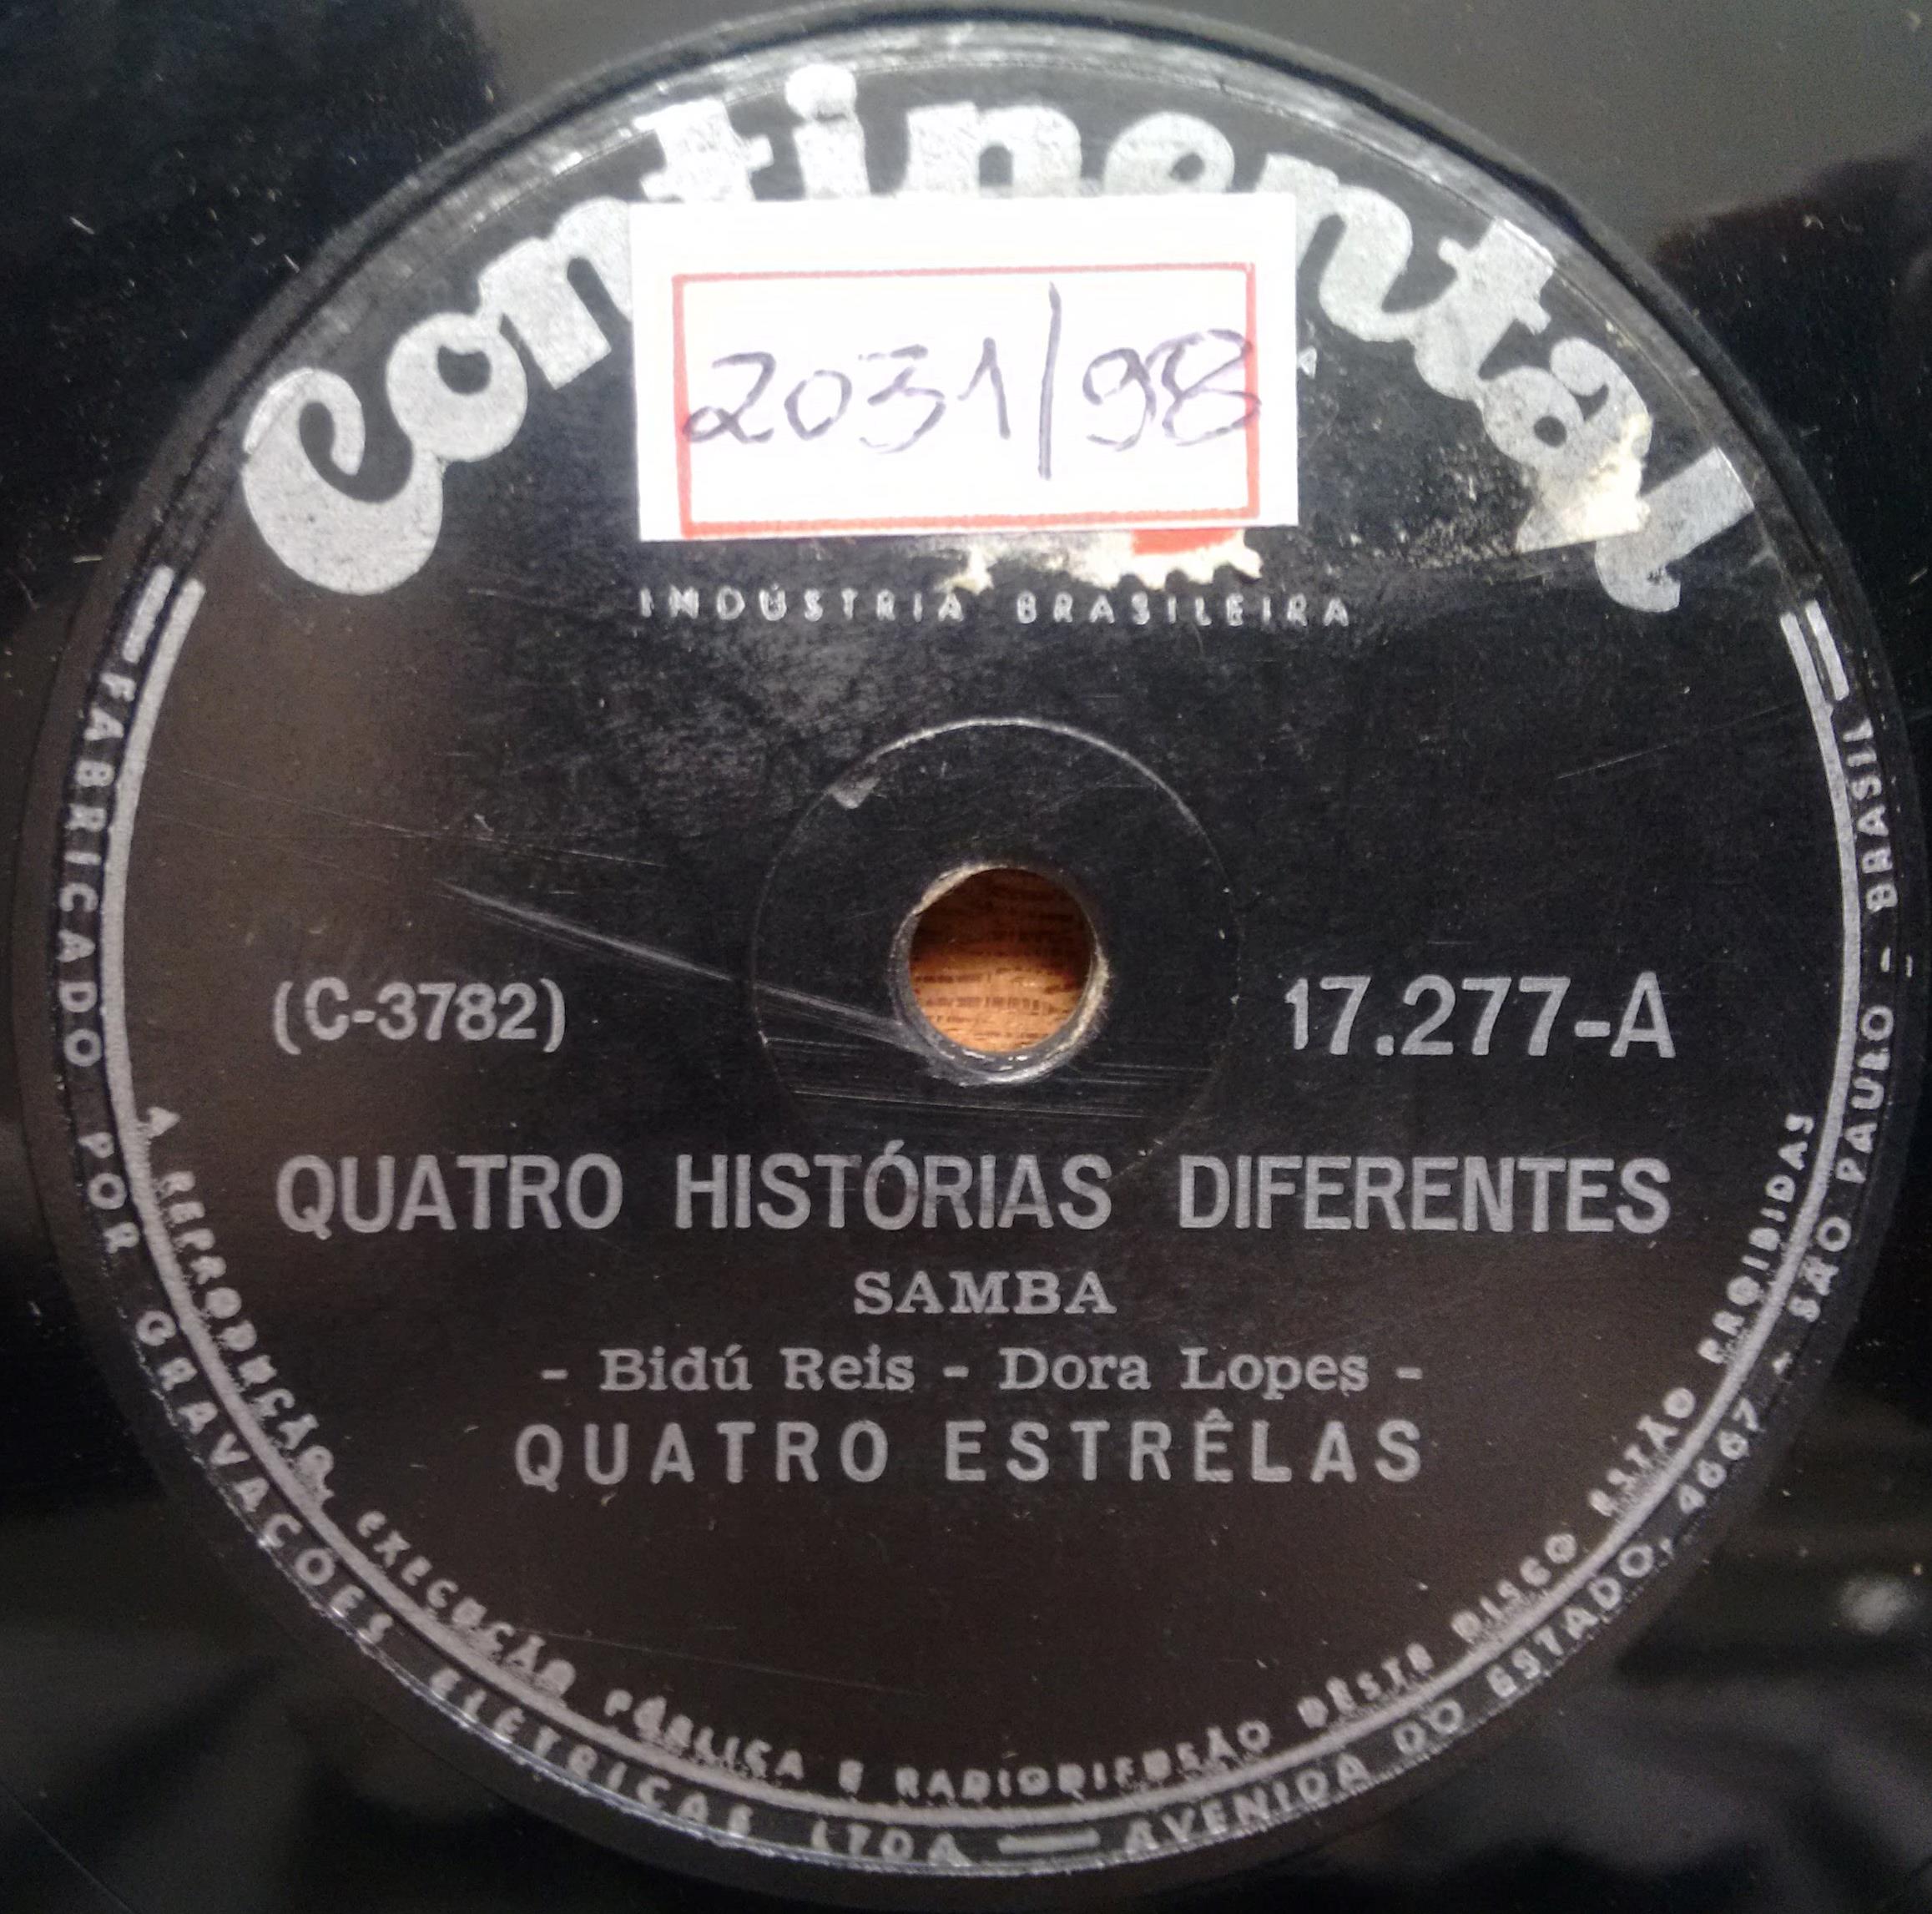 Continental
2031/98
INDÚSTRIA BRASILEIRA
(C-3782)
17.277-A
QUATRO HISTÓRIAS DIFERENTES
SAMBA
- Bidú Reis - Dora Lopes -
QUATRO ESTRÊLAS
A REPRODUÇÃO, EXECUÇÃO PÚBLICA E RADIODIFUSÃO DÊSTE DISCO ESTÃO PROIBIDAS
FABRICADO POR GRAVAÇÕES ELÉTRICAS LTDA — AVENIDA DO ESTADO, 4667 - SÃO PAULO - BRASIL